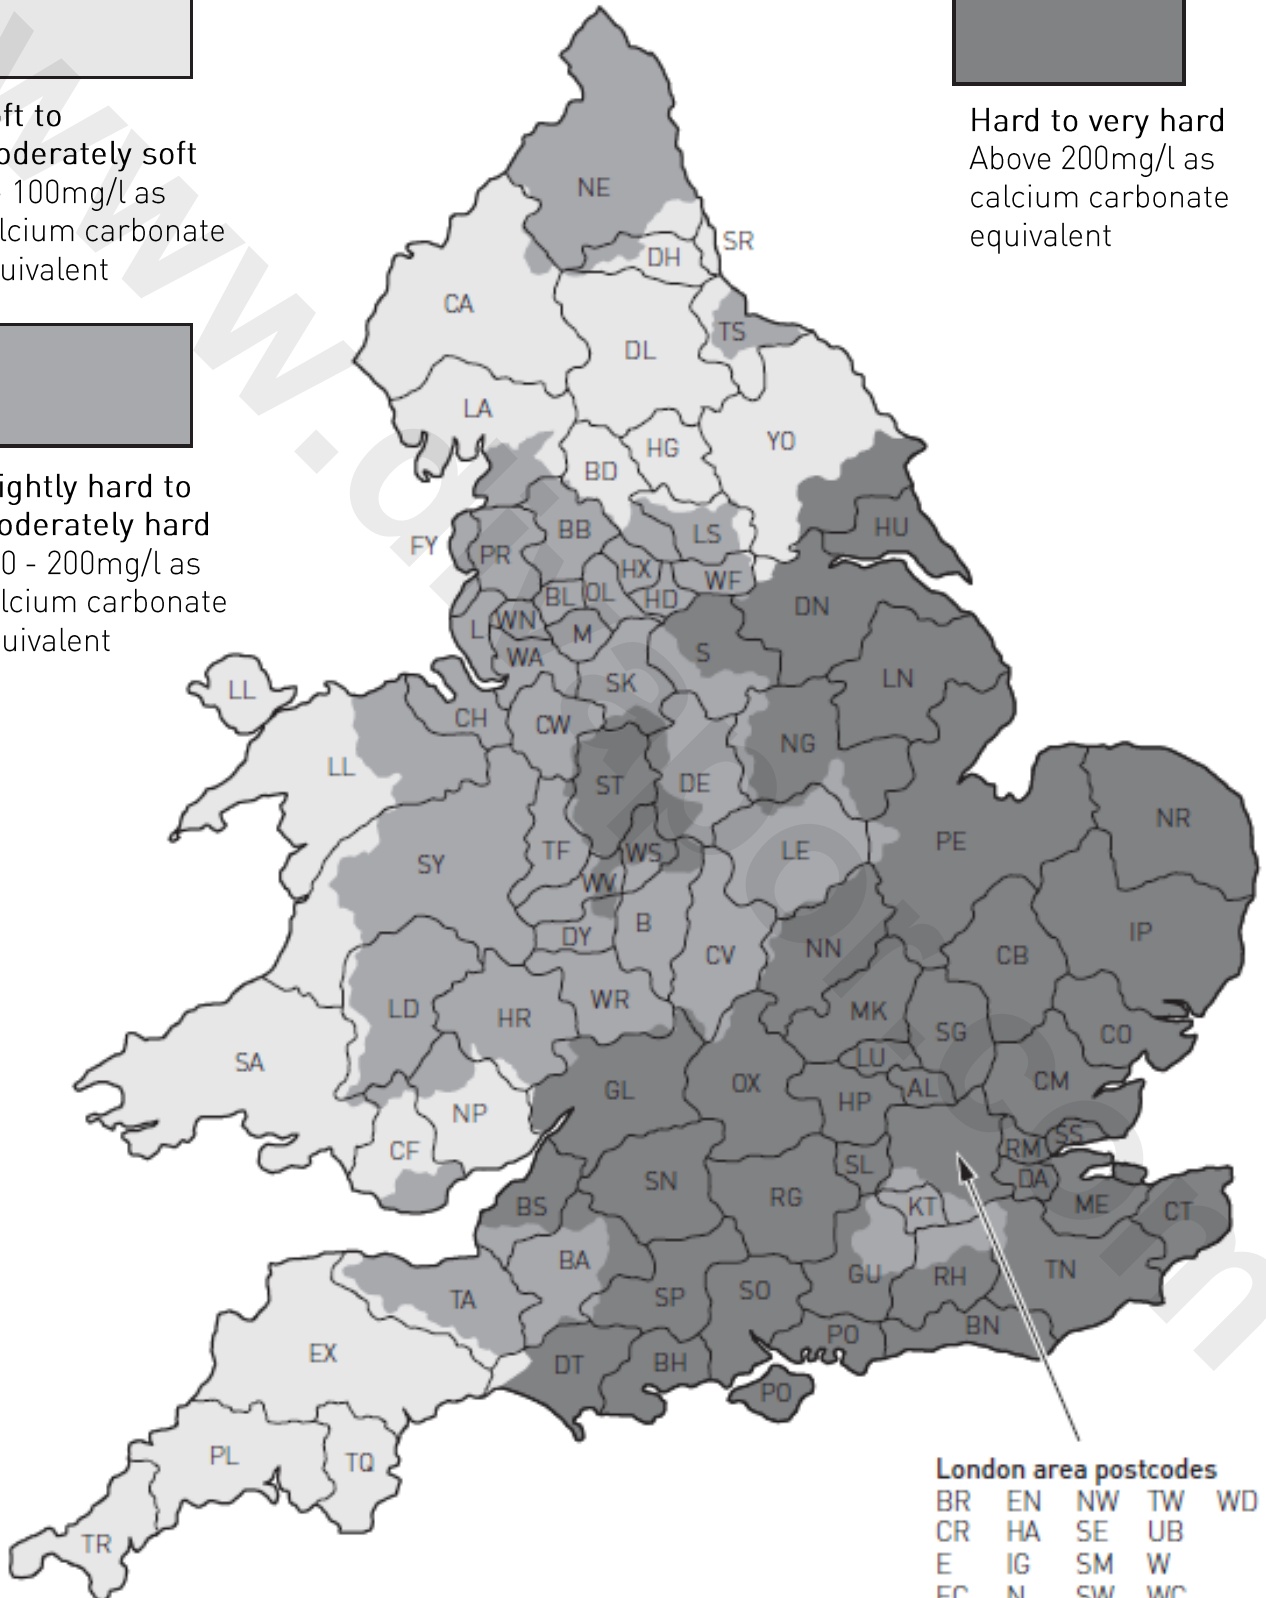 ft to
oderately soft
100mg/l as
lcium carbonate
uivalent
ightly hard to
oderately hard
0 - 200mg/l as
lcium carbonate
quivalent
Hard to very hard
Above 200mg/l as
calcium carbonate
equivalent
NE
SR
DH
CA
TS
DL
LA
YO
HG
BD
HU
BB
LS
FY
PR
HX
WF
BL
OL
HD
DN
WN
L
M
S
WA
SK
LN
LL
CH
CW
NG
LL
ST
DE
NR
PE
TF
WS
LE
SY
WV
B
DY
IP
NN
CV
CB
WR
LD
HR
MK
SG
CO
LU
SA
OX
CM
GL
AL
HP
NP
SS
RM
CF
SL
DA
SN
RG
BS
KT
ME
CT
BA
TN
GU
RH
SO
SP
TA
BN
PO
EX
BH
DT
PO
PL
TQ
TR
London area postcodes
BR EN NW TW WD
CR HA SE UB
E IG SM W
EC N SW WC